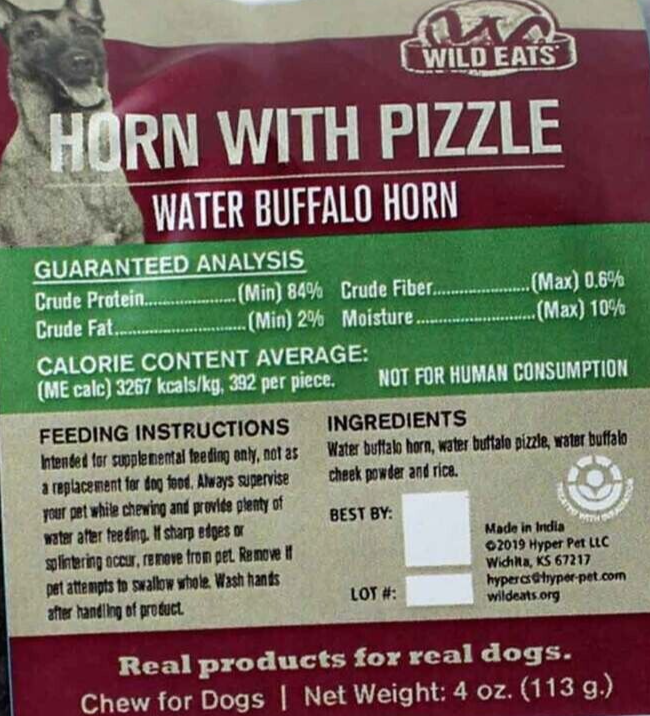 WILD EATS
HORN WITH PIZZLE
WATER BUFFALO HORN
GUARANTEED ANALYSIS
Crude Protein....................(Min) 84% Crude Fiber....................(Max) 0.6%
Crude Fat...........................(Min) 2% Moisture.........................(Max) 10%
CALORIE CONTENT AVERAGE:
(ME calc) 3267 kcals/kg, 392 per piece. NOT FOR HUMAN CONSUMPTION
FEEDING INSTRUCTIONS
Intended for supplemental feeding only, not as
a replacement for dog food. Always supervise
your pet while chewing and provide plenty of
water after feeding. If sharp edges or
splintering occur, remove from pet. Remove if
pet attempts to swallow whole. Wash hands
after handling of product.
INGREDIENTS
Water buffalo horn, water buffalo pizzle, water buffalo
cheek powder and rice.
BEST BY:
LOT #:
TREATED WITH IRRADIATION
Made in India
©2019 Hyper Pet LLC
Wichita, KS 67217
hypercs@hyper-pet.com
wildeats.org
Real products for real dogs.
Chew for Dogs | Net Weight: 4 oz. (113 g.)